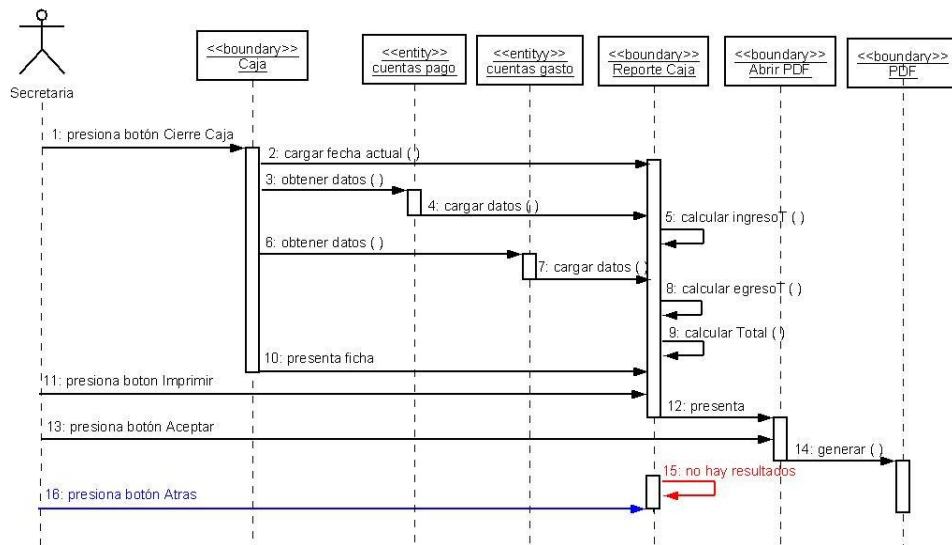 Secretaria
<<boundary>>
Caja
<<entity>>
cuentas pago
<<entityy>>
cuentas gasto
<<boundary>>
Reporte Caja
<<boundary>>
Abrir PDF
<<boundary>>
PDF
1: presiona botón Cierre Caja
2: cargar fecha actual ( )
3: obtener datos ( )
4: cargar datos ( )
5: calcular ingresoT ( )
6: obtener datos ( )
7: cargar datos ( )
8: calcular egresoT ( )
9: calcular Total ( )
10: presenta ficha
11: presiona boton Imprimir
12: presenta
13: presiona botón Aceptar
14: generar ( )
15: no hay resultados
16: presiona botón Atras